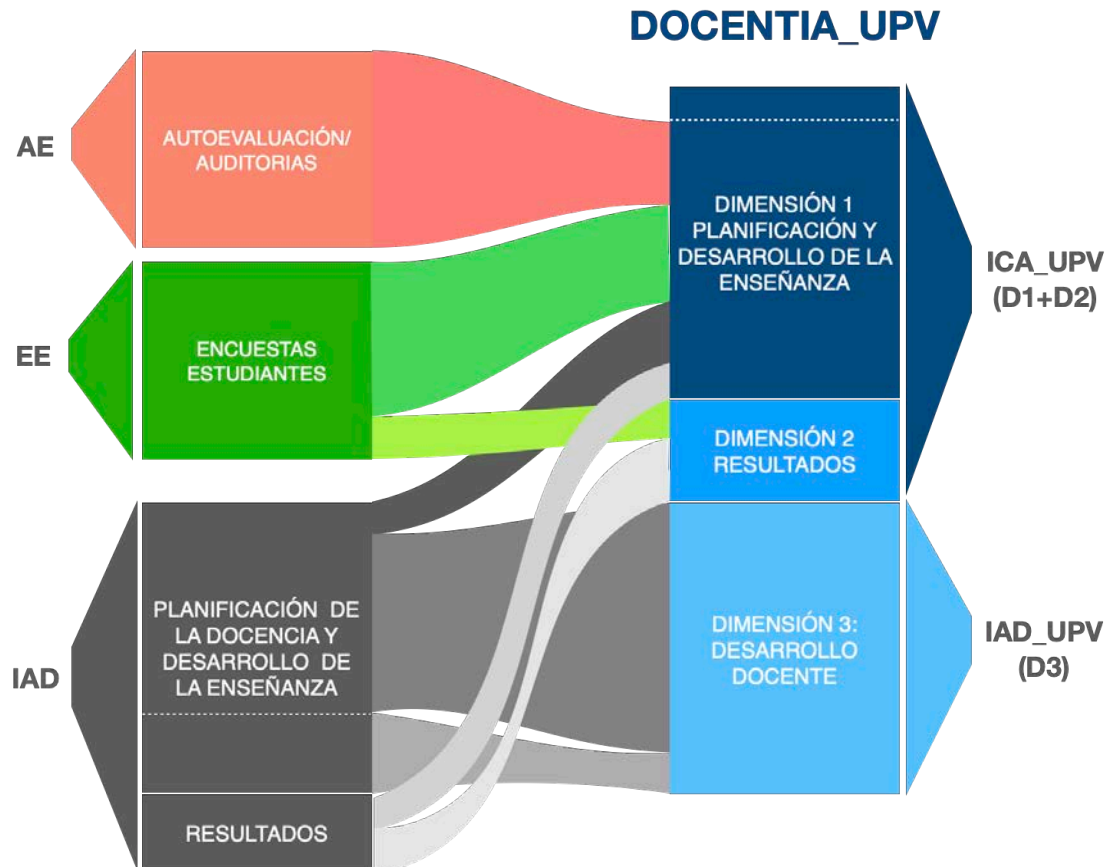 DOCENTIA_UPV
AE
AUTOEVALUACIÓN/
AUDITORIAS
EE
ENCUESTAS
ESTUDIANTES
IAD
PLANIFICACIÓN DE
LA DOCENCIA Y
DESARROLLO DE
LA ENSEÑANZA
RESULTADOS
DIMENSIÓN 1
PLANIFICACIÓN Y
DESARROLLO DE LA
ENSEÑANZA
DIMENSIÓN 2
RESULTADOS
DIMENSIÓN 3:
DESARROLLO
DOCENTE
ICA_UPV
(D1+D2)
IAD_UPV
(D3)